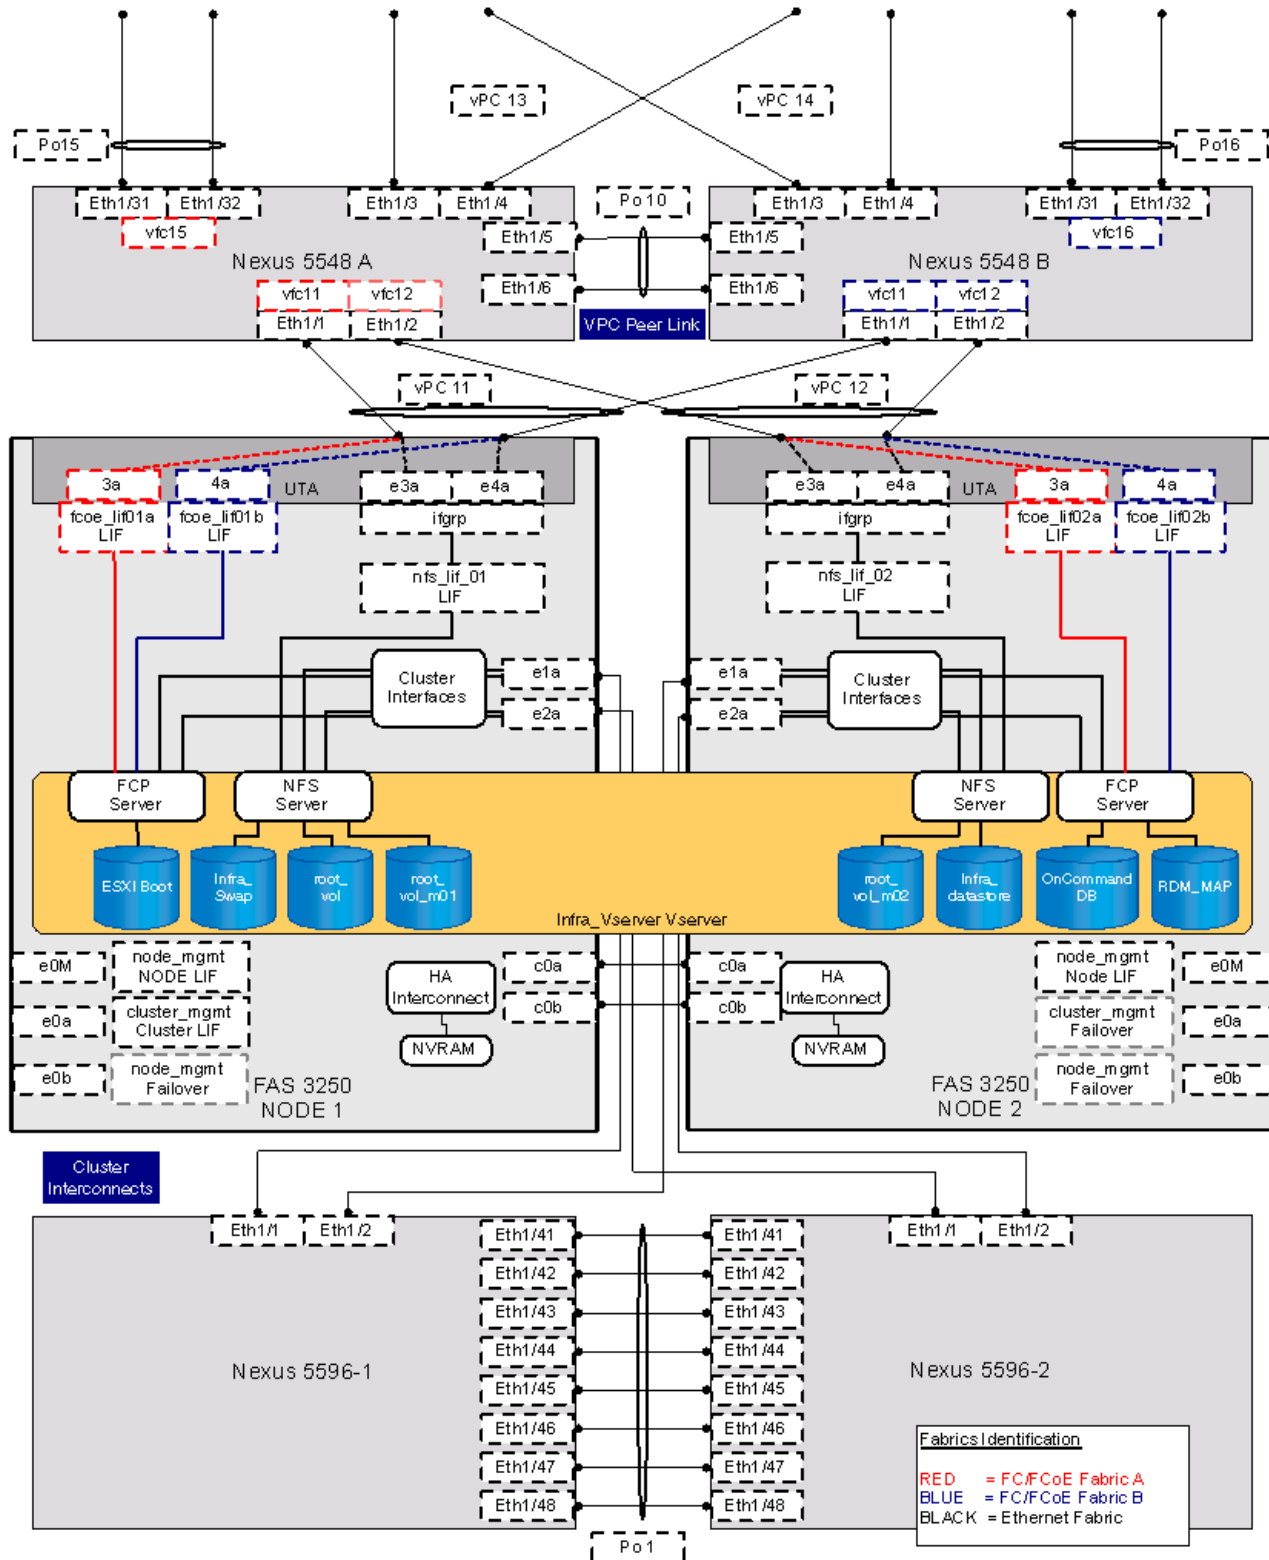 vPC 13
vPC 14
Po15
Po16
Eth1/31
Eth1/32
Eth1/3
Eth1/4
Po10
Eth1/3
Eth1/4
Eth1/31
Eth1/32
vfc15
vfc16
Eth1/5
Eth1/5
Nexus 5548 A
Nexus 5548 B
Eth1/6
Eth1/6
vfc11
vfc12
vfc11
vfc12
Eth1/1
Eth1/2
VPC Peer Link
Eth1/1
Eth1/2
vPC 11
vPC 12
3a
4a
UTA
e3a
e4a
e3a
e4a
UTA
3a
4a
fcoe_lif01a
LIF
fcoe_lif01b
LIF
ifgrp
ifgrp
fcoe_lif02a
LIF
fcoe_lif02b
LIF
nfs_lif_01
LIF
nfs_lif_02
LIF
Cluster
Interfaces
e1a
e2a
e1a
e2a
Cluster
Interfaces
FCP
Server
NFS
Server
NFS
Server
FCP
Server
ESXI Boot
Infra_
Swap
root_
vol
root_
vol_m01
root_
vol_m02
Infra_
datastore
OnCommand
DB
RDM_MAP
Infra_Vserver Vserver
e0M
node_mgmt
NODE LIF
HA
Interconnect
c0a
c0a
HA
Interconnect
node_mgmt
Node LIF
e0M
e0a
cluster_mgmt
Cluster LIF
c0b
c0b
cluster_mgmt
Failover
e0a
NVRAM
NVRAM
e0b
node_mgmt
Failover
node_mgmt
Failover
e0b
FAS 3250
NODE 1
FAS 3250
NODE 2
Cluster
Interconnects
Eth1/1
Eth1/2
Eth1/1
Eth1/2
Eth1/41
Eth1/41
Eth1/42
Eth1/42
Eth1/43
Eth1/43
Eth1/44
Eth1/44
Nexus 5596-1
Nexus 5596-2
Eth1/45
Eth1/45
Eth1/46
Eth1/46
Eth1/47
Eth1/47
Eth1/48
Eth1/48
Fabrics Identification
RED = FC/FCoE Fabric A
BLUE = FC/FCoE Fabric B
BLACK = Ethernet Fabric
Po1